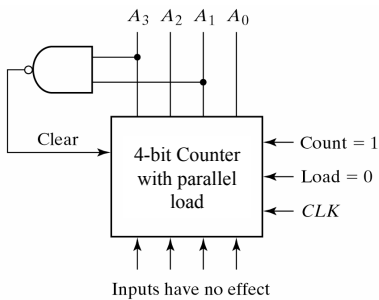 A3 A2 A1 A0
Clear
4-bit Counter
with parallel
load
Count = 1
Load = 0
CLK
Inputs have no effect